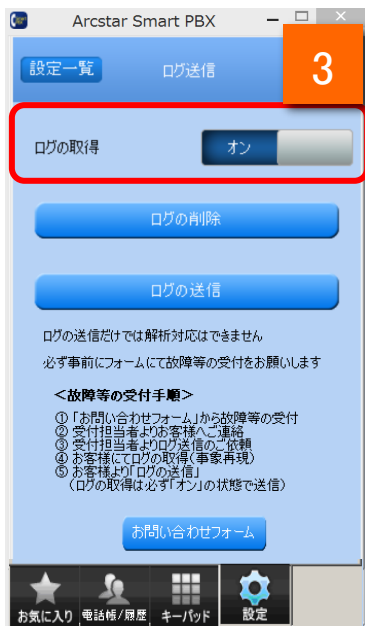 Arcstar Smart PBX
設定一覧
ログ送信
3
ログの取得
オン
ログの削除
ログの送信
ログの送信だけでは解析対応はできません
必ず事前にフォームにて故障等の受付をお願いします
＜故障等の受付手順＞
①「お問い合わせフォーム」から故障等の受付
② 受付担当者よりお客様へご連絡
③ 受付担当者よりログ送信のご依頼
④ お客様にてログの取得(事象再現)
⑤ お客様より「ログの送信」
（ログの取得は必ず「オン」の状態で送信）
お問い合わせフォーム
お気に入り
電話帳/履歴
キーパッド
設定